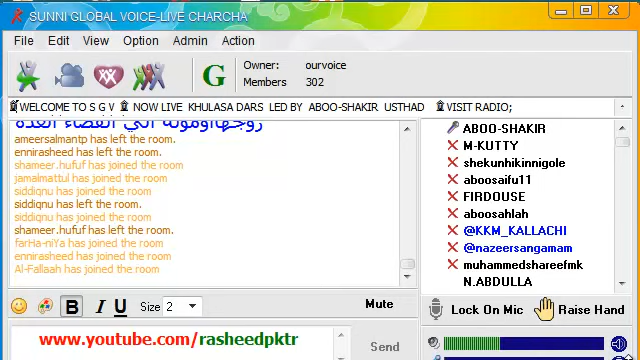 SUNNI GLOBAL VOICE-LIVE CHARCHA
File Edit View Option Admin Action
G
Owner: ourvoice
Members 302
WELCOME TO S G V NOW LIVE KHULASA DARS LED BY ABOO-SHAKIR USTHAD VISIT RADIO;
العدة
ameersalmantp has left the room.
ennirasheed has left the room.
shameer.hufuf has joined the room
jamalmattul has joined the room
siddiqnu has joined the room
siddiqnu has left the room.
siddiqnu has joined the room
shameer.hufuf has left the room.
farHa-niYa has joined the room
ennirasheed has joined the room
Al-Fallaah has joined the room
ABOO-SHAKIR
M-KUTTY
shekunhikinnigole
aboosaifu11
FIRDOUSE
aboosahlah
@KKM_KALLACHI
@nazeersangamam
muhammedshareefmk
N.ABDULLA
B I U Size 2 Mute
Lock On Mic Raise Hand
www.youtube.com/rasheedpktr
Send